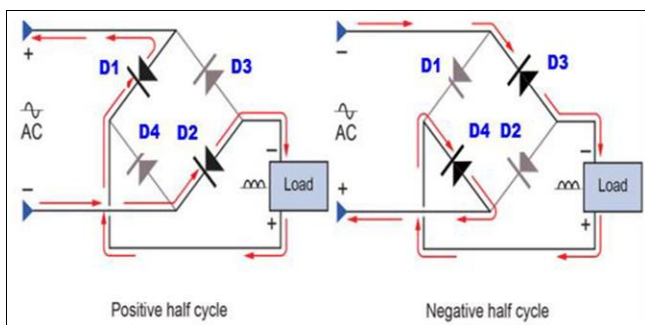 +
D1
D3
AC
D4
D2
−
−
Load
+
Positive half cycle
−
D1
D3
AC
D4
D2
+
−
Load
+
Negative half cycle